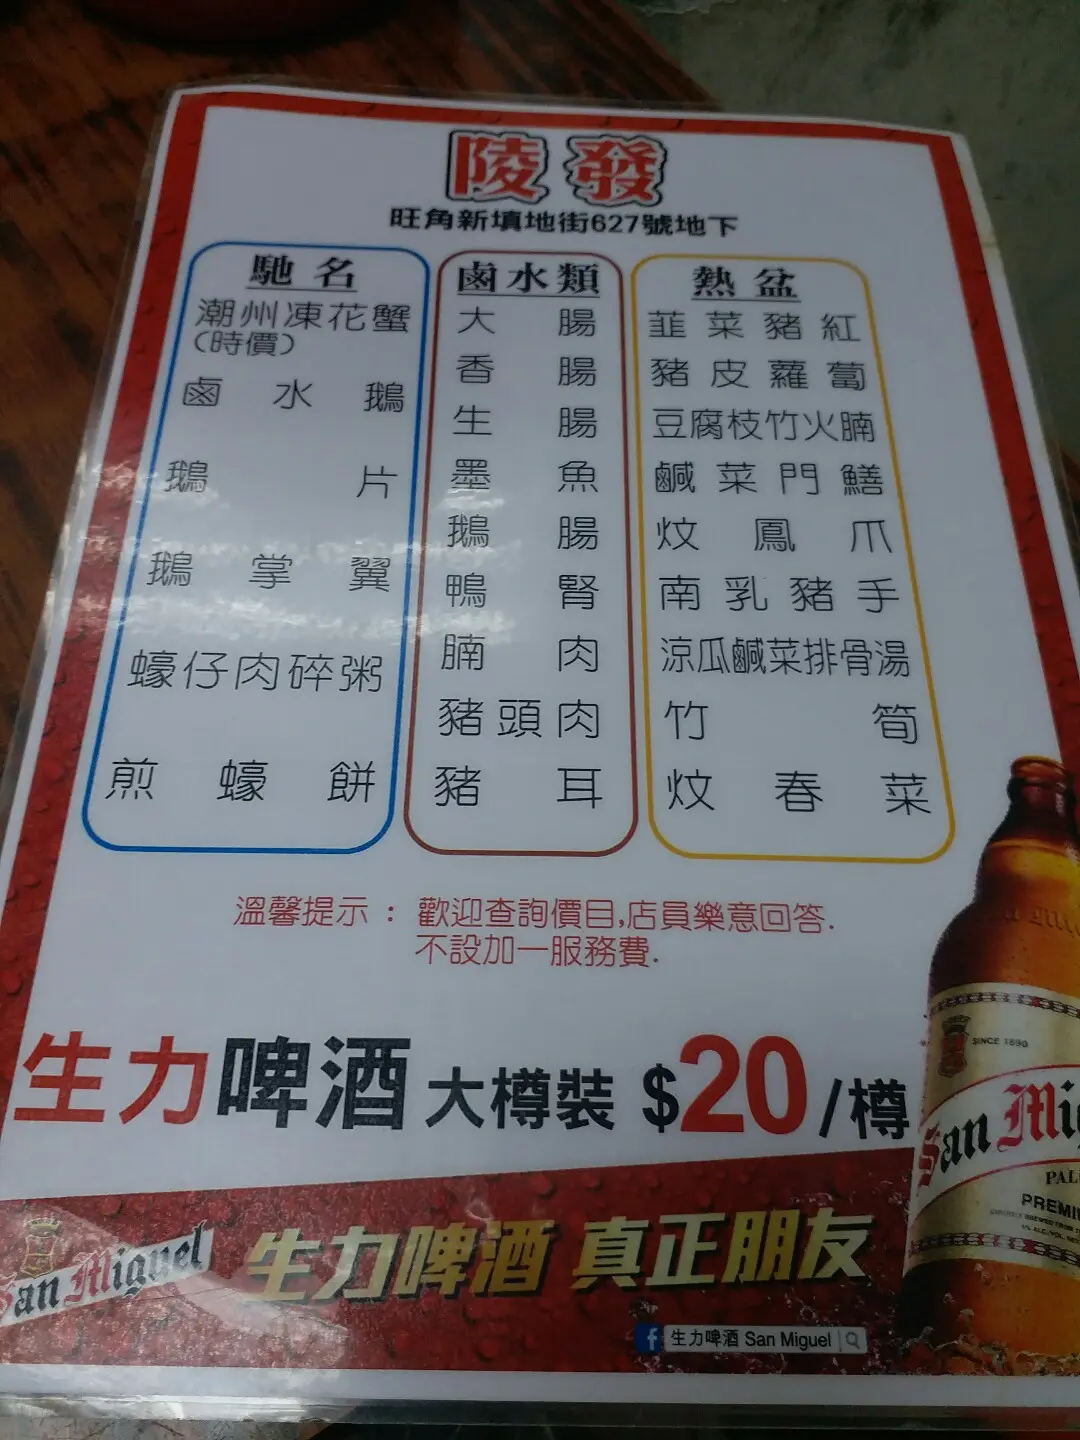 陵發
旺角新填地街627號地下
馳名
潮州凍花蟹
(時價)
鹵水鵝
鵝片
鵝掌翼
蠔仔肉碎粥
煎蠔餅
鹵水類
大腸
香腸
生腸
墨魚
鵝腸
鴨腎
腩肉
豬頭肉
豬耳
熱盆
韮菜豬紅
豬皮蘿蔔
豆腐枝竹火腩
鹹菜門鱔
炆鳳爪
南乳豬手
涼瓜鹹菜排骨湯
竹筍
炆春菜
溫馨提示：歡迎查詢價目,店員樂意回答.
不設加一服務費.
生力啤酒 大樽裝 $20/樽
SINCE 1890
San Mi
PAL
PREMI
San Miguel
生力啤酒 真正朋友
f 生力啤酒 San Miguel